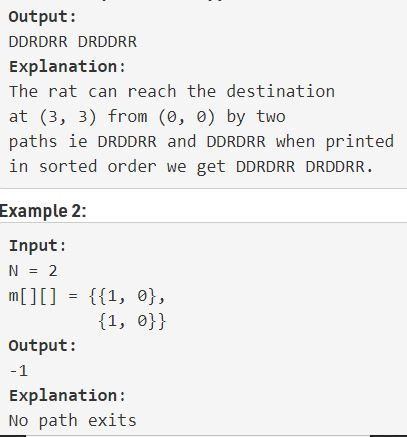 Output:
DDRDRR DRDDRR
Explanation:
The rat can reach the destination
at (3, 3) from (0, 0) by two
paths ie DRDDRR and DDRDRR when printed
in sorted order we get DDRDRR DRDDRR.
Example 2:
Input:
N = 2
m[][] = {{1, 0},
{1, 0}}
Output:
-1
Explanation:
No path exits